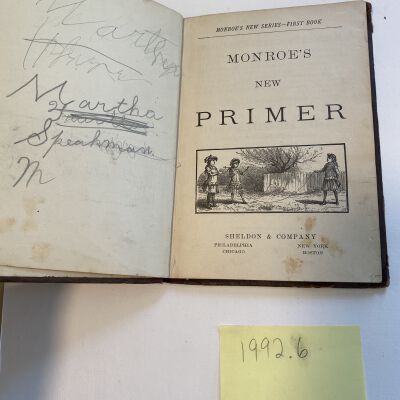 Martha
Martha
Speakman
M
MONROE'S NEW SERIES—FIRST BOOK
MONROE'S
NEW
PRIMER
SHELDON & COMPANY
PHILADELPHIA NEW YORK
CHICAGO BOSTON
1992.6